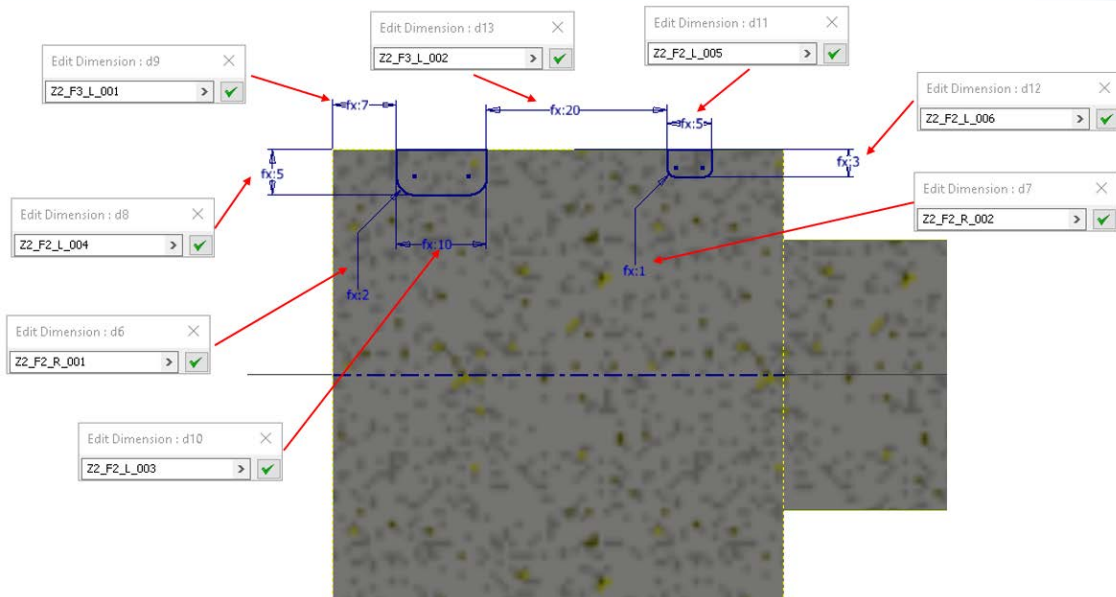 Edit Dimension : d13
Z2_F3_L_002
Edit Dimension : d11
Z2_F2_L_005
Edit Dimension : d9
Z2_F3_L_001
Edit Dimension : d12
Z2_F2_L_006
fx:7
fx:20
fx:5
fx:3
fx:5
Edit Dimension : d7
Z2_F2_R_002
Edit Dimension : d8
Z2_F2_L_004
fx:10
fx:1
fx:2
Edit Dimension : d6
Z2_F2_R_001
Edit Dimension : d10
Z2_F2_L_003